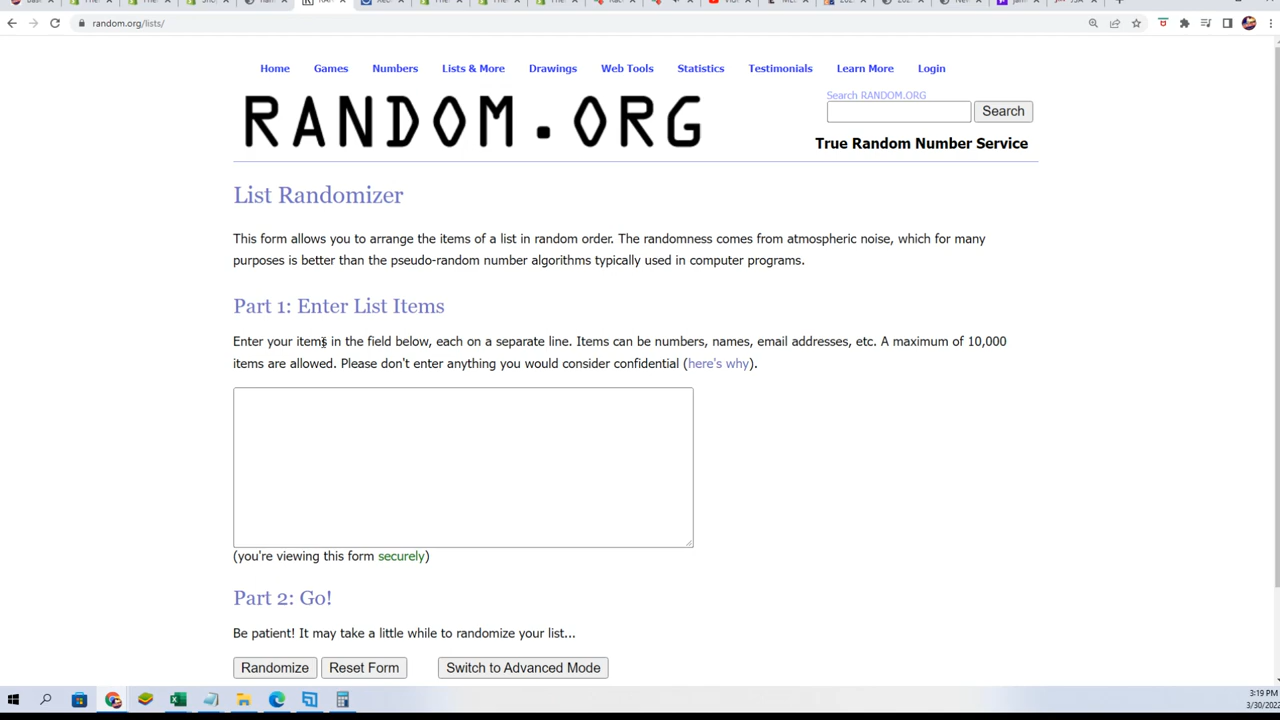 random.org/lists/
Home Games Numbers Lists & More Drawings Web Tools Statistics Testimonials Learn More Login
RANDOM.ORG
Search RANDOM.ORG
Search
True Random Number Service
List Randomizer
This form allows you to arrange the items of a list in random order. The randomness comes from atmospheric noise, which for many
purposes is better than the pseudo-random number algorithms typically used in computer programs.
Part 1: Enter List Items
Enter your items in the field below, each on a separate line. Items can be numbers, names, email addresses, etc. A maximum of 10,000
items are allowed. Please don't enter anything you would consider confidential (here's why).
(you're viewing this form securely)
Part 2: Go!
Be patient! It may take a little while to randomize your list...
Randomize Reset Form Switch to Advanced Mode
3:19 PM